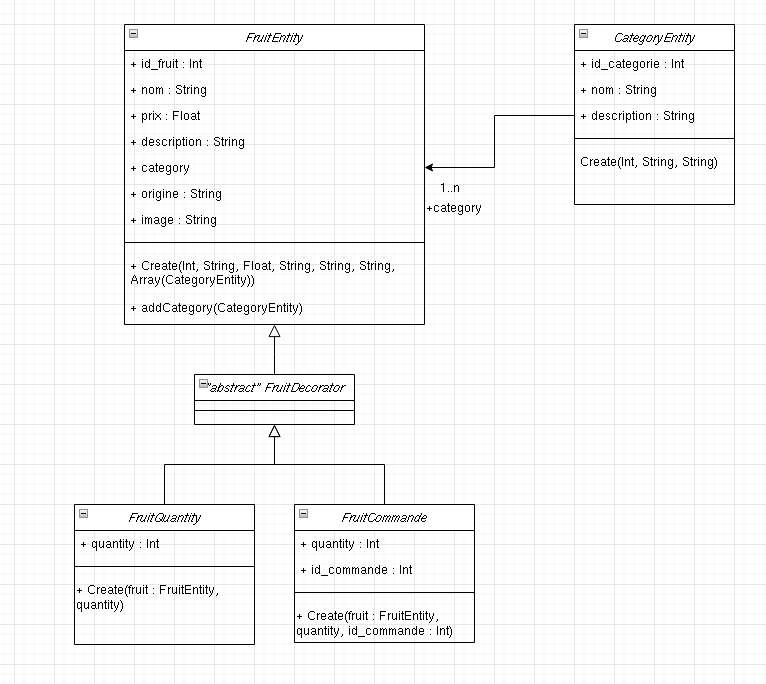 FruitEntity
+ id_fruit : Int
+ nom : String
+ prix : Float
+ description : String
+ category
+ origine : String
+ image : String
+ Create(Int, String, Float, String, String, String,
Array(CategoryEntity))
+ addCategory(CategoryEntity)
CategoryEntity
+ id_categorie : Int
+ nom : String
+ description : String
Create(Int, String, String)
1..n
+category
"abstract" FruitDecorator
FruitQuantity
+ quantity : Int
+ Create(fruit : FruitEntity,
quantity)
FruitCommande
+ quantity : Int
+ id_commande : Int
+ Create(fruit : FruitEntity,
quantity, id_commande : Int)